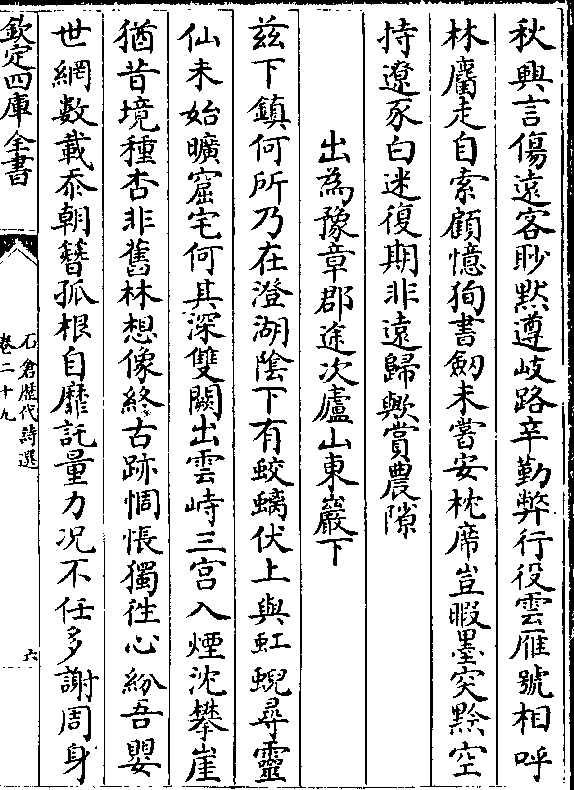 秋興言傷遠客眇黙遵岐路辛勤弊行役雲雁號相呼
林麏走自索顧憶徇書劒未嘗安枕席豈暇墨突黔空
持遼豕白迷復期非遠歸歟賞農隙
出為豫章郡途次廬山東巖下
兹下鎮何所乃在澄湖陰下有蛟螭伏上與虹蜺尋靈
仙未始曠窟宅何其深雙闕出雲峙三宫入煙沈攀崖
猶昔境種杏非舊林想像終古跡惆悵獨往心紛吾嬰
世網數載忝朝簪孤根自靡託量力况不任多謝周身
欽定四庫全書
石倉歴代詩選
卷二十九
六